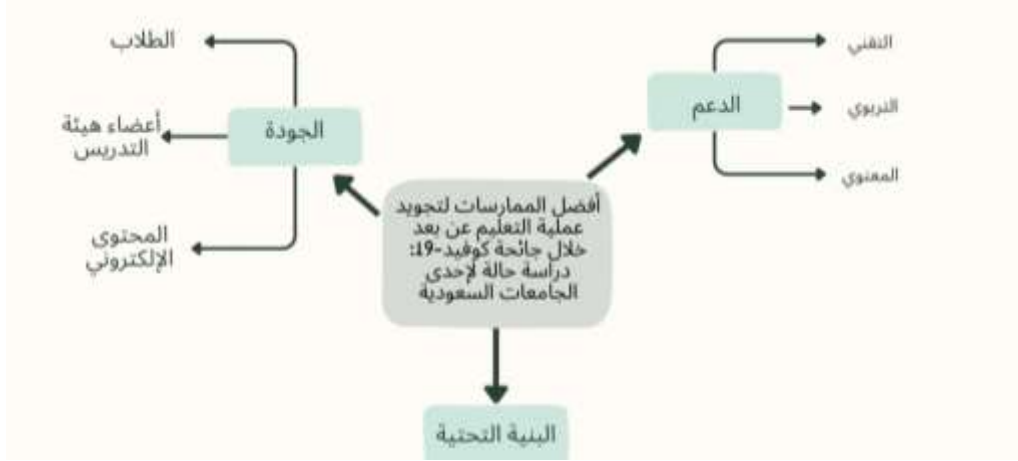 التقني
الدعم
التربوي
المعنوي
الطلاب
الجودة
أعضاء هيئة
التدريس
المحتوى
الإلكتروني
أفضل الممارسات لتجويد
عملية التعليم عن بعد
خلال جائحة كوفيد-19:
دراسة حالة لإحدى
الجامعات السعودية
البنية التحتية